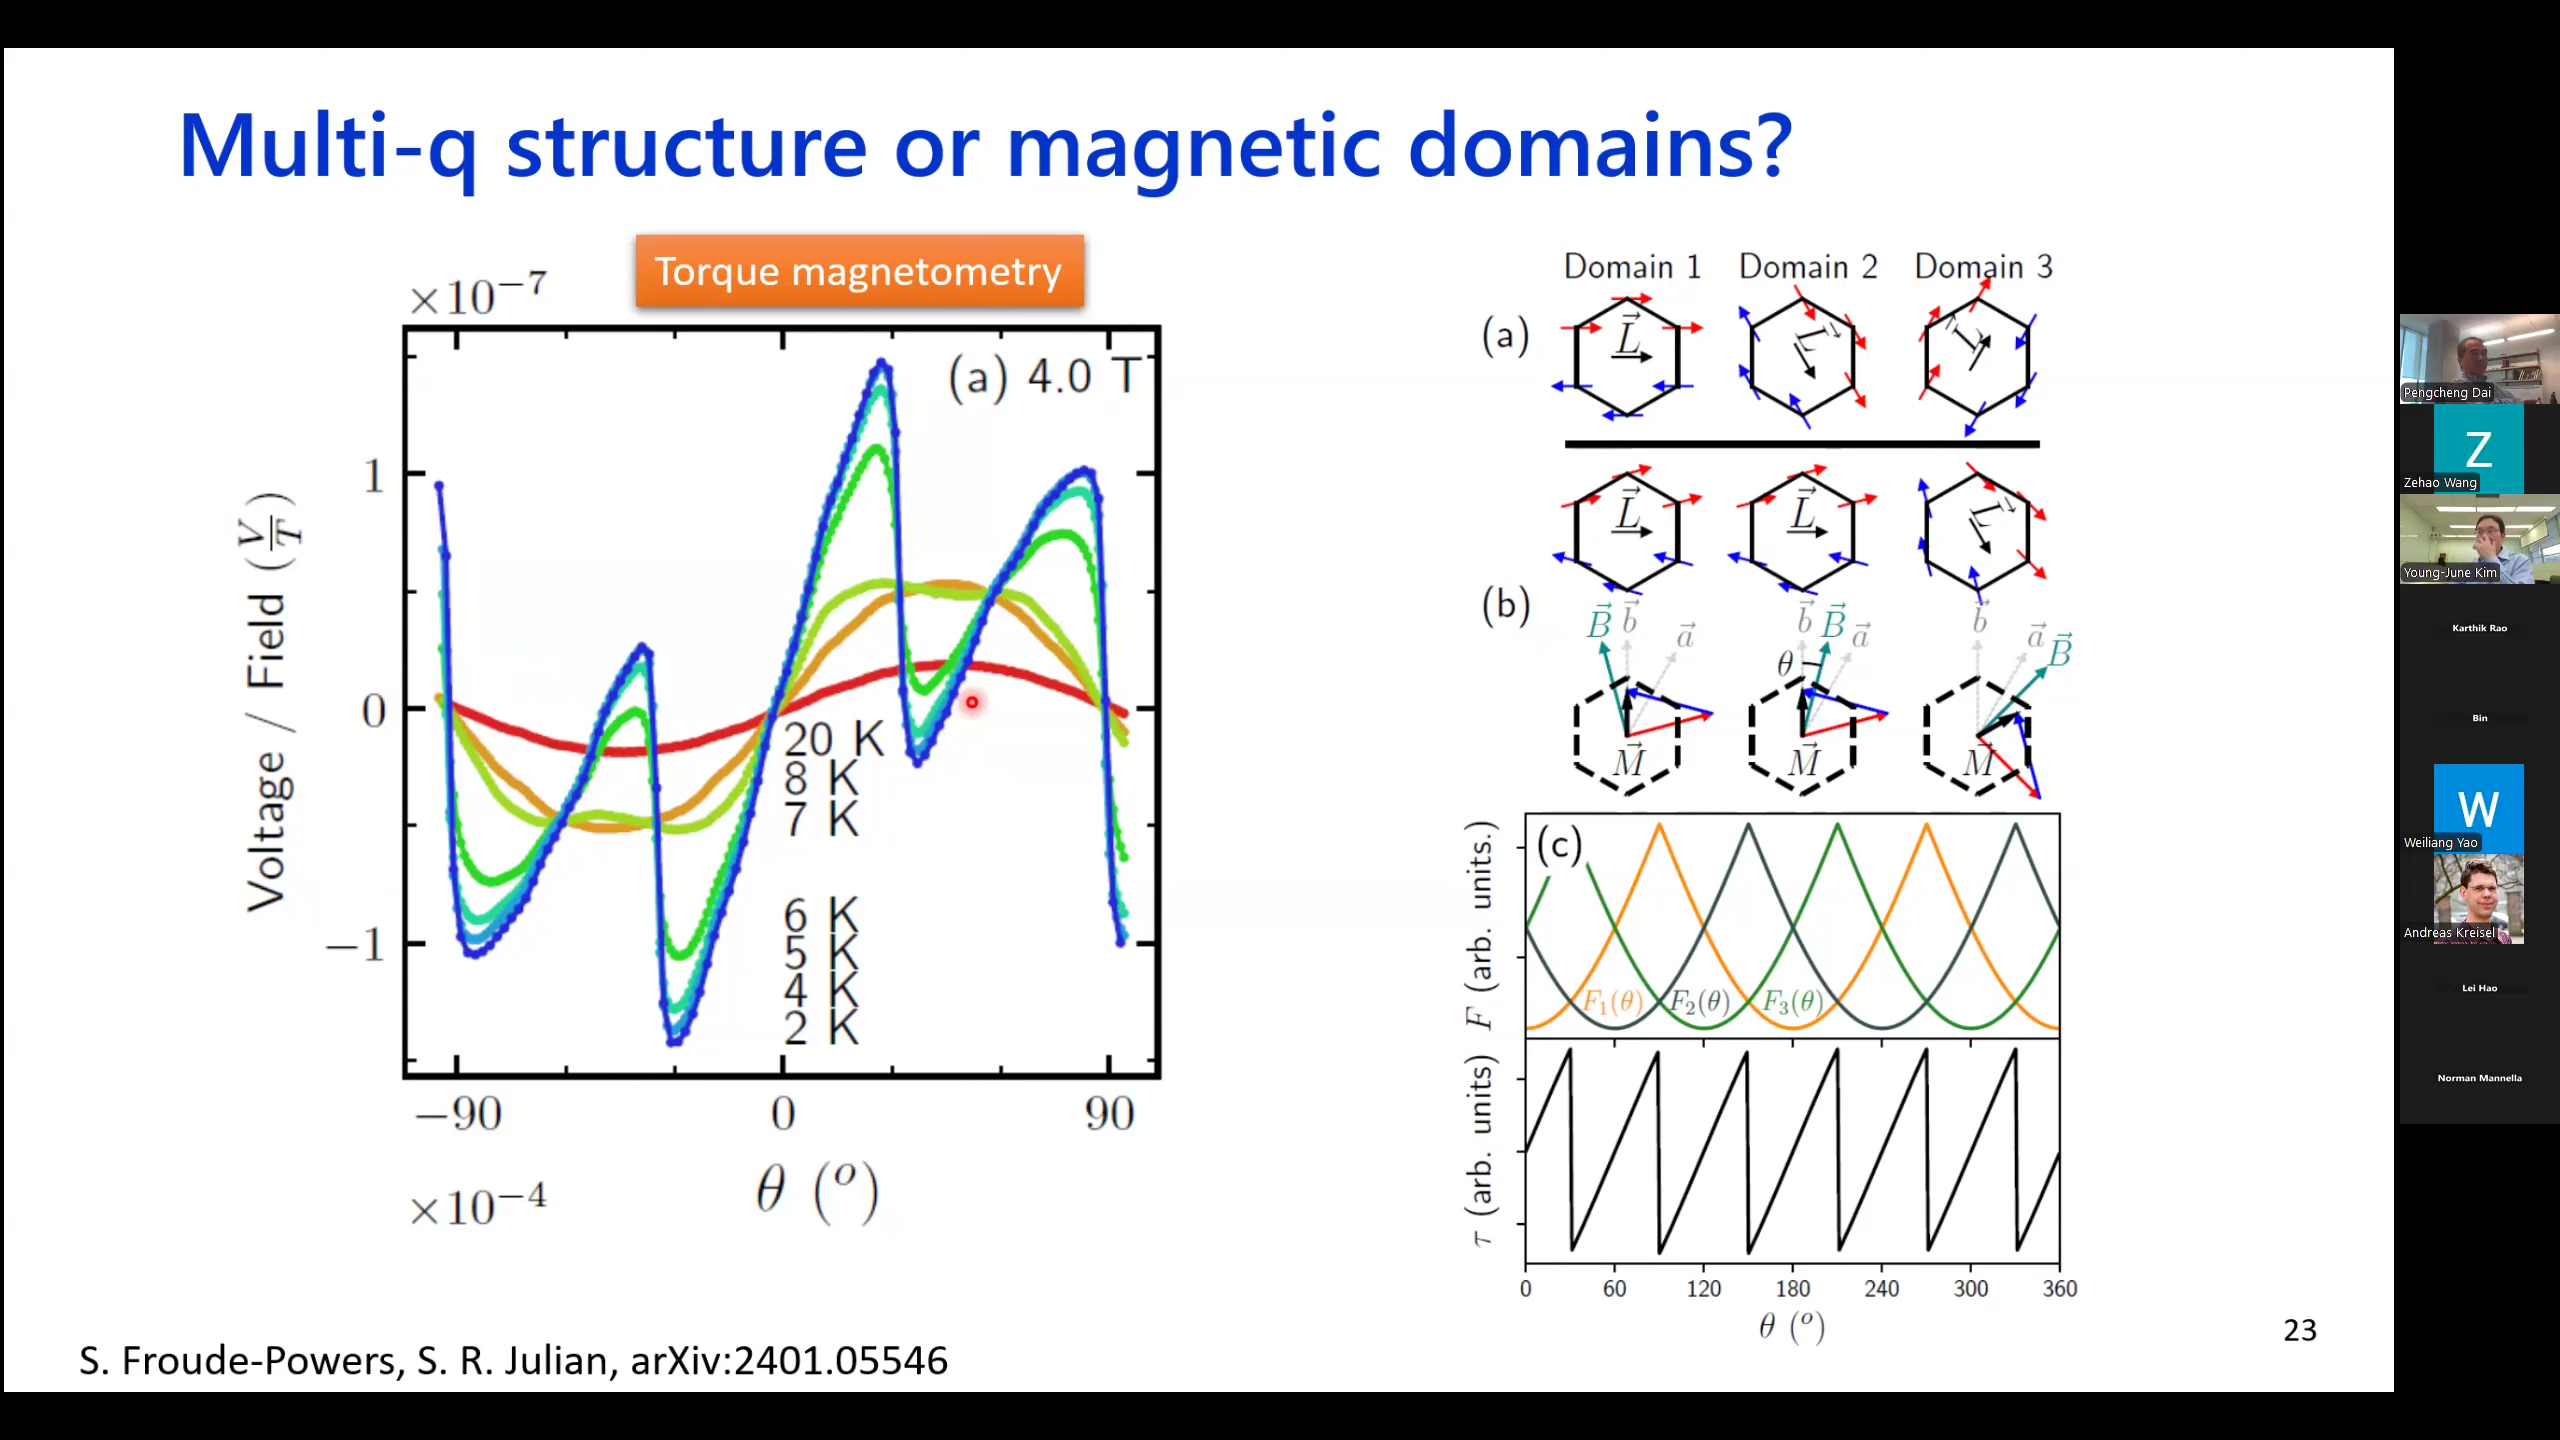 Multi-q structure or magnetic domains?
Torque magnetometry
×10⁻⁷
(a) 4.0 T
Voltage / Field (V/T)
1
0
−1
20 K
8 K
7 K
6 K
5 K
4 K
2 K
−90 0 90
θ (°)
×10⁻⁴
Domain 1 Domain 2 Domain 3
(a)
L⃗ L⃗ L⃗
L⃗ L⃗ L⃗
(b)
B⃗ b⃗ a⃗ b⃗ B⃗ a⃗ b⃗ a⃗ B⃗
θ
M⃗ M⃗ M⃗
(c)
F (arb. units.)
F₁(θ) F₂(θ) F₃(θ)
τ (arb. units)
0 60 120 180 240 300 360
θ (°)
23
S. Froude-Powers, S. R. Julian, arXiv:2401.05546
Pengcheng Dai
Z
Zehao Wang
Young-June Kim
Karthik Rao
Bin
W
Weiliang Yao
Andreas Kreisel
Lei Hao
Norman Mannella